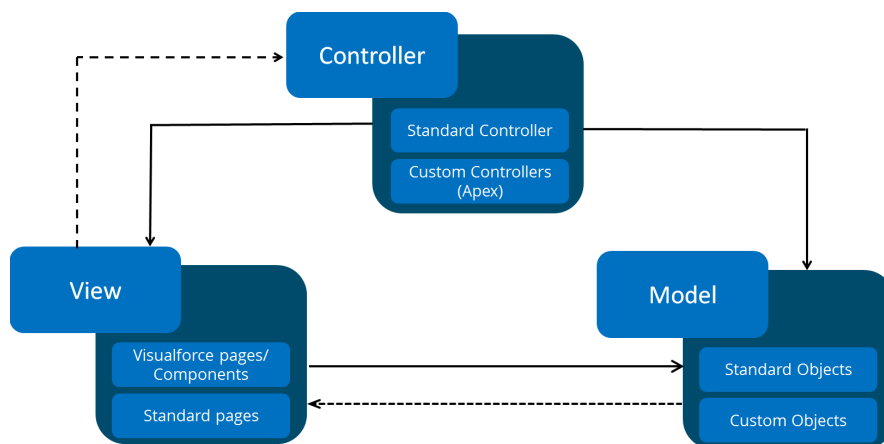 Controller
Standard Controller
Custom Controllers
(Apex)
View
Visualforce pages/
Components
Standard pages
Model
Standard Objects
Custom Objects